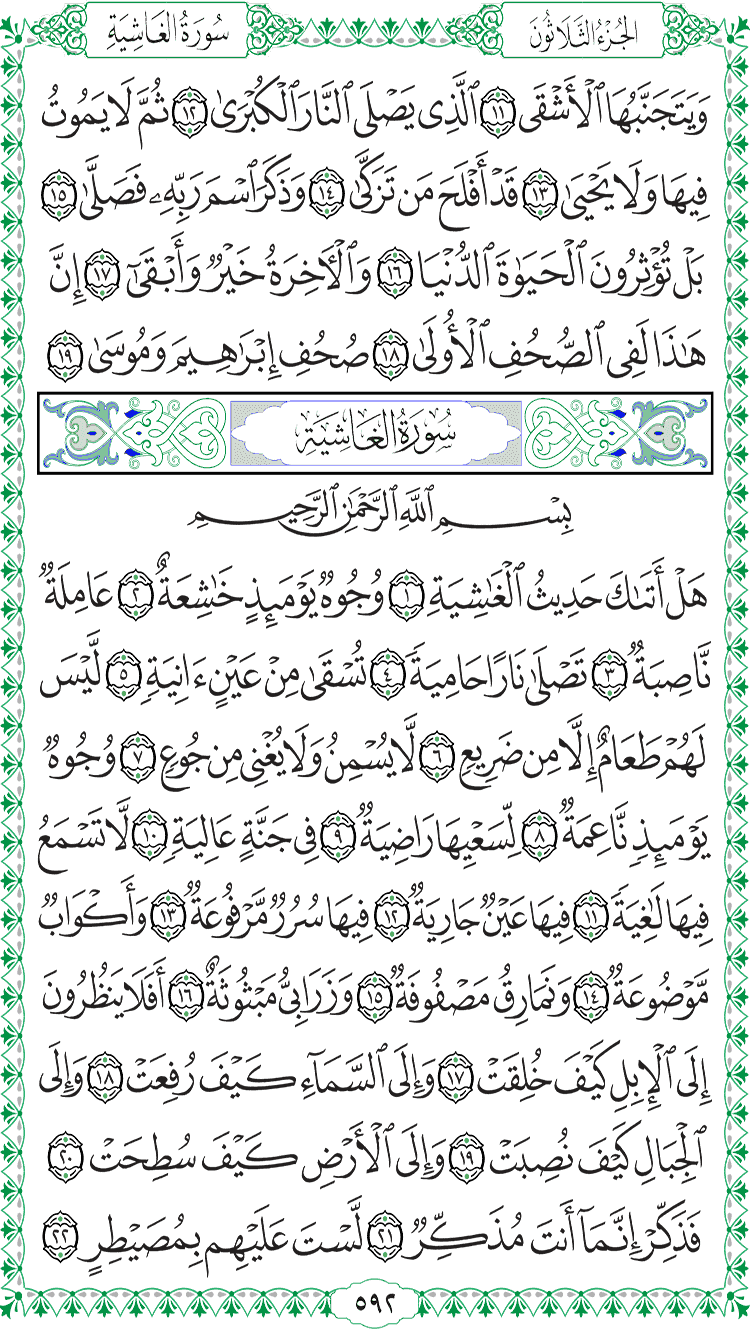 الجُزْءُ الثَّلَاثُونَ
سُورَةُ الغَاشِيَةِ
وَيَتَجَنَّبُهَا ٱلْأَشْقَى ١١ ٱلَّذِى يَصْلَى ٱلنَّارَ ٱلْكُبْرَىٰ ١٢ ثُمَّ لَا يَمُوتُ
فِيهَا وَلَا يَحْيَىٰ ١٣ قَدْ أَفْلَحَ مَن تَزَكَّىٰ ١٤ وَذَكَرَ ٱسْمَ رَبِّهِۦ فَصَلَّىٰ ١٥
بَلْ تُؤْثِرُونَ ٱلْحَيَوٰةَ ٱلدُّنْيَا ١٦ وَٱلْـَٔاخِرَةُ خَيْرٌ وَأَبْقَىٰٓ ١٧ إِنَّ
هَـٰذَا لَفِى ٱلصُّحُفِ ٱلْأُولَىٰ ١٨ صُحُفِ إِبْرَٰهِيمَ وَمُوسَىٰ ١٩
سُورَةُ الغَاشِيَةِ
بِسْمِ ٱللَّهِ ٱلرَّحْمَـٰنِ ٱلرَّحِيمِ
هَلْ أَتَىٰكَ حَدِيثُ ٱلْغَـٰشِيَةِ ١ وُجُوهٌ يَوْمَئِذٍ خَـٰشِعَةٌ ٢ عَامِلَةٌ
نَّاصِبَةٌ ٣ تَصْلَىٰ نَارًا حَامِيَةً ٤ تُسْقَىٰ مِنْ عَيْنٍ ءَانِيَةٍ ٥ لَّيْسَ
لَهُمْ طَعَامٌ إِلَّا مِن ضَرِيعٍ ٦ لَّا يُسْمِنُ وَلَا يُغْنِى مِن جُوعٍ ٧ وُجُوهٌ
يَوْمَئِذٍ نَّاعِمَةٌ ٨ لِّسَعْيِهَا رَاضِيَةٌ ٩ فِى جَنَّةٍ عَالِيَةٍ ١٠ لَّا تَسْمَعُ
فِيهَا لَـٰغِيَةً ١١ فِيهَا عَيْنٌ جَارِيَةٌ ١٢ فِيهَا سُرُرٌ مَّرْفُوعَةٌ ١٣ وَأَكْوَابٌ
مَّوْضُوعَةٌ ١٤ وَنَمَارِقُ مَصْفُوفَةٌ ١٥ وَزَرَابِىُّ مَبْثُوثَةٌ ١٦ أَفَلَا يَنظُرُونَ
إِلَى ٱلْإِبِلِ كَيْفَ خُلِقَتْ ١٧ وَإِلَى ٱلسَّمَآءِ كَيْفَ رُفِعَتْ ١٨ وَإِلَى
ٱلْجِبَالِ كَيْفَ نُصِبَتْ ١٩ وَإِلَى ٱلْأَرْضِ كَيْفَ سُطِحَتْ ٢٠
فَذَكِّرْ إِنَّمَآ أَنتَ مُذَكِّرٌ ٢١ لَّسْتَ عَلَيْهِم بِمُصَيْطِرٍ ٢٢
٥٩٢